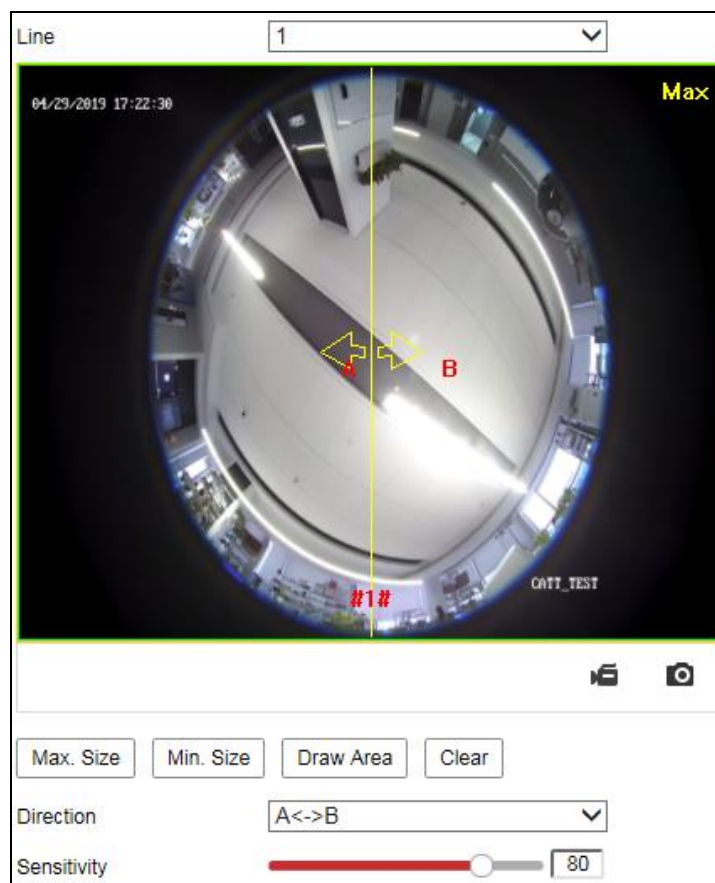 Line 1
04/29/2019 17:22:30 Max
A B
CATT_TEST
#1#
Max. Size Min. Size Draw Area Clear
Direction A<->B
Sensitivity 80